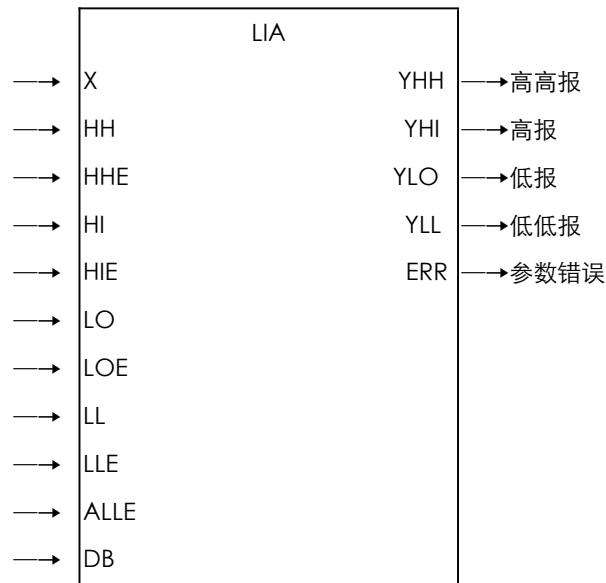 LIA
X YHH 高高报
HH YHI 高报
HHE YLO 低报
HI YLL 低低报
HIE ERR 参数错误
LO
LOE
LL
LLE
ALLE
DB